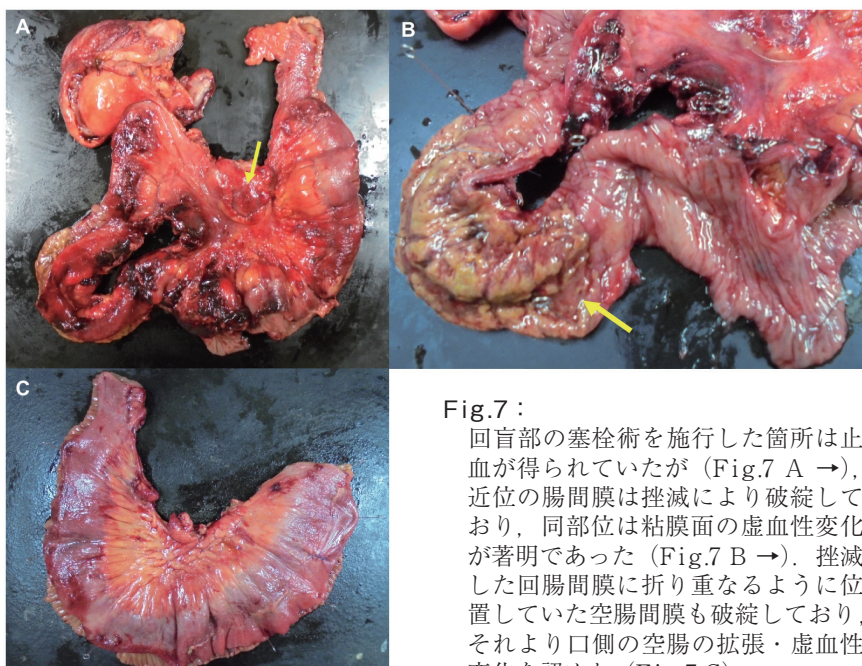 A
B
C
Fig.7：
回盲部の塞栓術を施行した箇所は止
血が得られていたが（Fig.7 A →），
近位の腸間膜は挫滅により破綻して
おり，同部位は粘膜面の虚血性変化
が著明であった（Fig.7 B →）．挫滅
した回腸間膜に折り重なるように位
置していた空腸間膜も破綻しており，
それより口側の空腸の拡張・虚血性